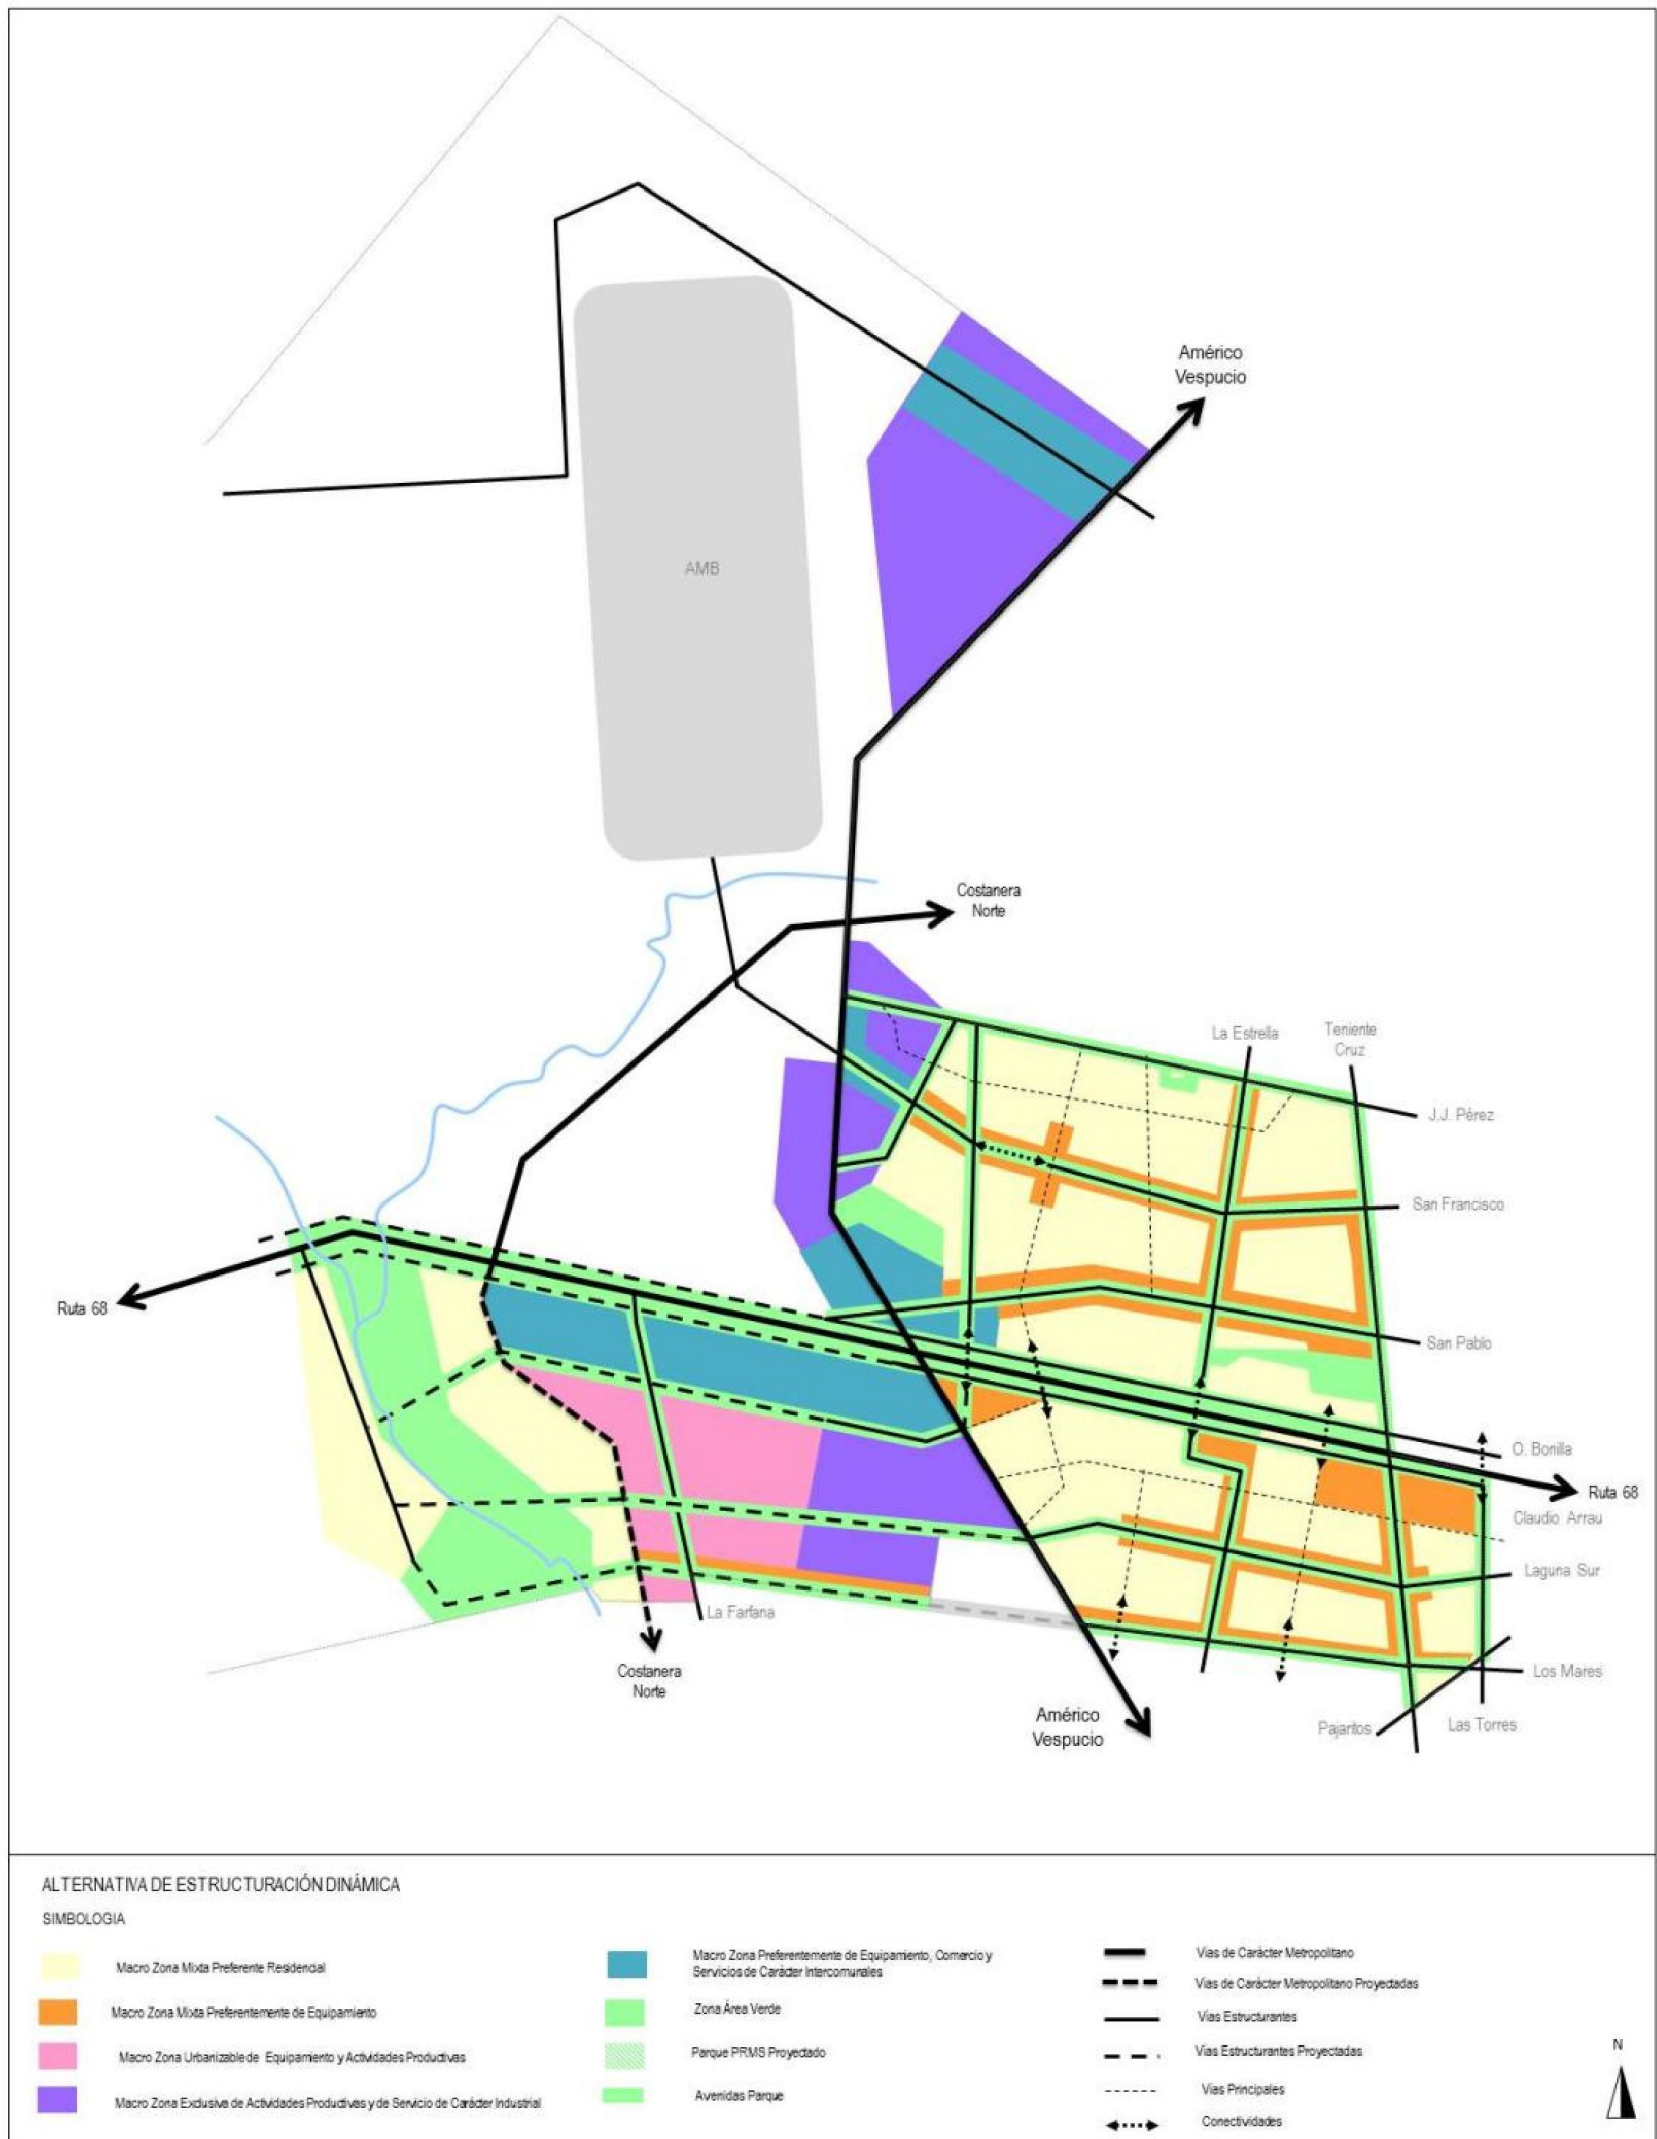 Américo
Vespucio
AMB
Costanera
Norte
La Estrella
Teniente
Cruz
J.J. Pérez
San Francisco
Ruta 68
San Pablo
O. Bonilla
Ruta 68
Claudio Arrau
Laguna Sur
La Farfana
Costanera
Norte
Los Mares
Américo
Vespucio
Pajaritos
Las Torres
ALTERNATIVA DE ESTRUCTURACIÓN DINÁMICA
SIMBOLOGIA
Macro Zona Mixta Preferente Residencial
Macro Zona Mixta Preferentemente de Equipamiento
Macro Zona Urbanizable de Equipamiento y Actividades Productivas
Macro Zona Exclusiva de Actividades Productivas y de Servicio de Carácter Industrial
Macro Zona Preferentemente de Equipamiento, Comercio y
Servicios de Carácter Intercomunales
Zona Área Verde
Parque PRMS Proyectado
Avenidas Parque
Vias de Carácter Metropolitano
Vias de Carácter Metropolitano Proyectadas
Vias Estructurantes
Vias Estructurantes Proyectadas
Vias Principales
Conectividades
N